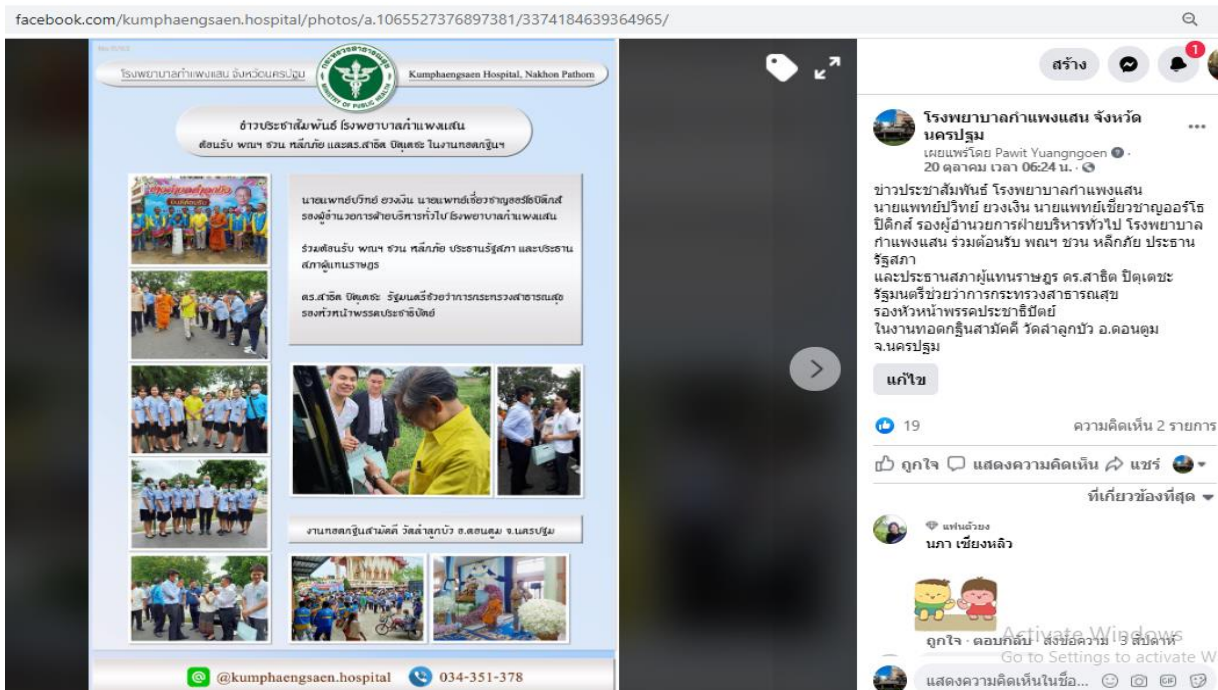 facebook.com/kumphaengsaen.hospital/photos/a.1065527376897381/3374184639364965/
โรงพยาบาลกำแพงแสน จังหวัดนครปฐม
MINISTRY OF PUBLIC HEALTH
Kumphaengsaen Hospital, Nakhon Pathom
ข่าวประชาสัมพันธ์ โรงพยาบาลกำแพงแสน
ต้อนรับ พณฯ ชวน หลีกภัย และดร.สาธิต ปิตุเตชะ ในงานทอดกฐินฯ
นายแพทย์ปวิทย์ ยวงเงิน นายแพทย์เชี่ยวชาญออร์โธปิดิกส์
รองผู้อำนวยการฝ่ายบริหารทั่วไป โรงพยาบาลกำแพงแสน
ร่วมต้อนรับ พณฯ ชวน หลีกภัย ประธานรัฐสภา และประธาน
สภาผู้แทนราษฎร
ดร.สาธิต ปิตุเตชะ รัฐมนตรีช่วยว่าการกระทรวงสาธารณสุข
รองหัวหน้าพรรคประชาธิปัตย์
งานทอดกฐินสามัคคี วัดลำลูกบัว อ.ดอนตูม จ.นครปฐม
@kumphaengsaen.hospital
034-351-378
สร้าง
1
โรงพยาบาลกำแพงแสน จังหวัด
นครปฐม
เผยแพร่โดย Pawit Yuangngoen
20 ตุลาคม เวลา 06:24 น.
ข่าวประชาสัมพันธ์ โรงพยาบาลกำแพงแสน
นายแพทย์ปวิทย์ ยวงเงิน นายแพทย์เชี่ยวชาญออร์โธ
ปิดิกส์ รองผู้อำนวยการฝ่ายบริหารทั่วไป โรงพยาบาล
กำแพงแสน ร่วมต้อนรับ พณฯ ชวน หลีกภัย ประธาน
รัฐสภา
และประธานสภาผู้แทนราษฎร ดร.สาธิต ปิตุเตชะ
รัฐมนตรีช่วยว่าการกระทรวงสาธารณสุข
รองหัวหน้าพรรคประชาธิปัตย์
ในงานทอดกฐินสามัคคี วัดลำลูกบัว อ.ดอนตูม
จ.นครปฐม
แก้ไข
19
ความคิดเห็น 2 รายการ
ถูกใจ แสดงความคิดเห็น แชร์
ที่เกี่ยวข้องที่สุด
แฟนตัวยง
นภา เซี่ยงหลิว
ถูกใจ · ตอบกลับ · ส่งข้อความ · 3 สัปดาห์
Activate Windows
Go to Settings to activate W
แสดงความคิดเห็นในชื่อ...
GIF